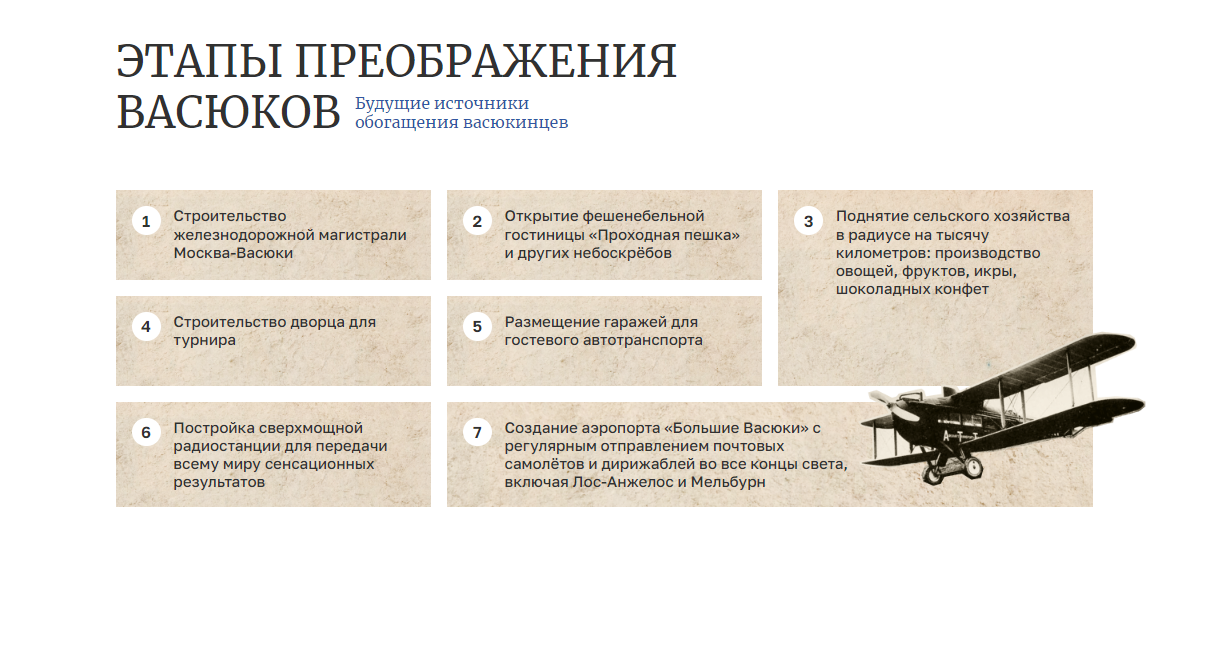 ЭТАПЫ ПРЕОБРАЖЕНИЯ
ВАСЮКОВ
Будущие источники
обогащения васюкинцев
1
Строительство
железнодорожной магистрали
Москва-Васюки
2
Открытие фешенебельной
гостиницы «Проходная пешка»
и других небоскрёбов
3
Поднятие сельского хозяйства
в радиусе на тысячу
километров: производство
овощей, фруктов, икры,
шоколадных конфет
4
Строительство дворца для
турнира
5
Размещение гаражей для
гостевого автотранспорта
6
Постройка сверхмощной
радиостанции для передачи
всему миру сенсационных
результатов
7
Создание аэропорта «Большие Васюки» с
регулярным отправлением почтовых
самолётов и дирижаблей во все концы света,
включая Лос-Анжелос и Мельбурн